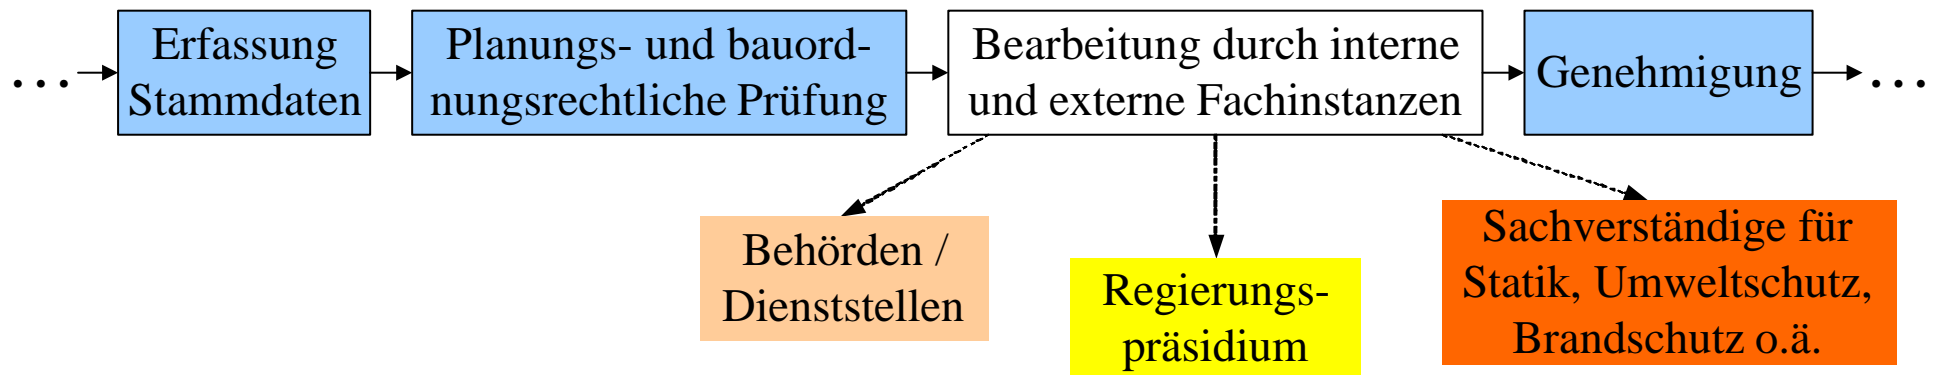 …
Erfassung
Stammdaten
Planungs- und bauord-
nungsrechtliche Prüfung
Bearbeitung durch interne
und externe Fachinstanzen
Genehmigung
…
Behörden /
Dienststellen
Regierungs-
präsidium
Sachverständige für
Statik, Umweltschutz,
Brandschutz o.ä.